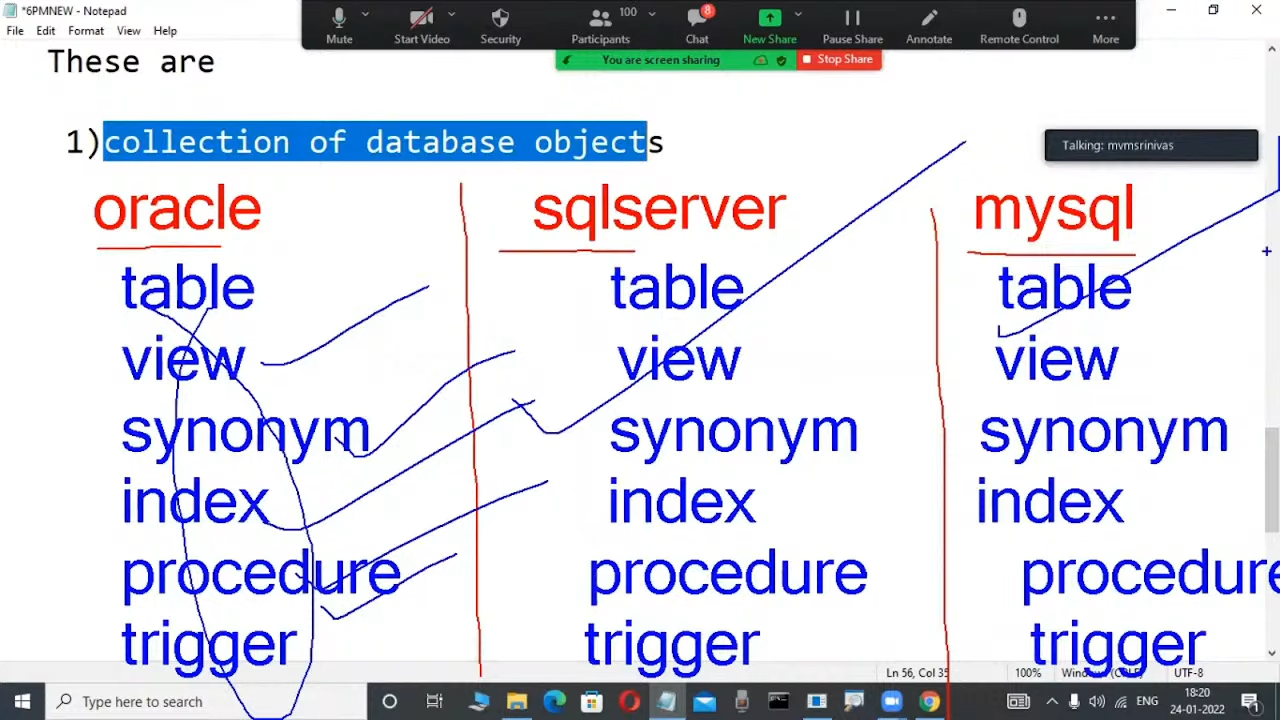 *6PMNEW - Notepad
File Edit Format View Help
Mute Start Video Security 100 Participants 8 Chat New Share Pause Share Annotate Remote Control More
You are screen sharing Stop Share
These are
1)collection of database objects
Talking: mvmsrinivas
oracle sqlserver mysql
table table table
view view view
synonym synonym synonym
index index index
procedure procedure procedure
trigger trigger trigger
Ln 56, Col 35 100% UTF-8
Type here to search
ENG
18:20
24-01-2022
1